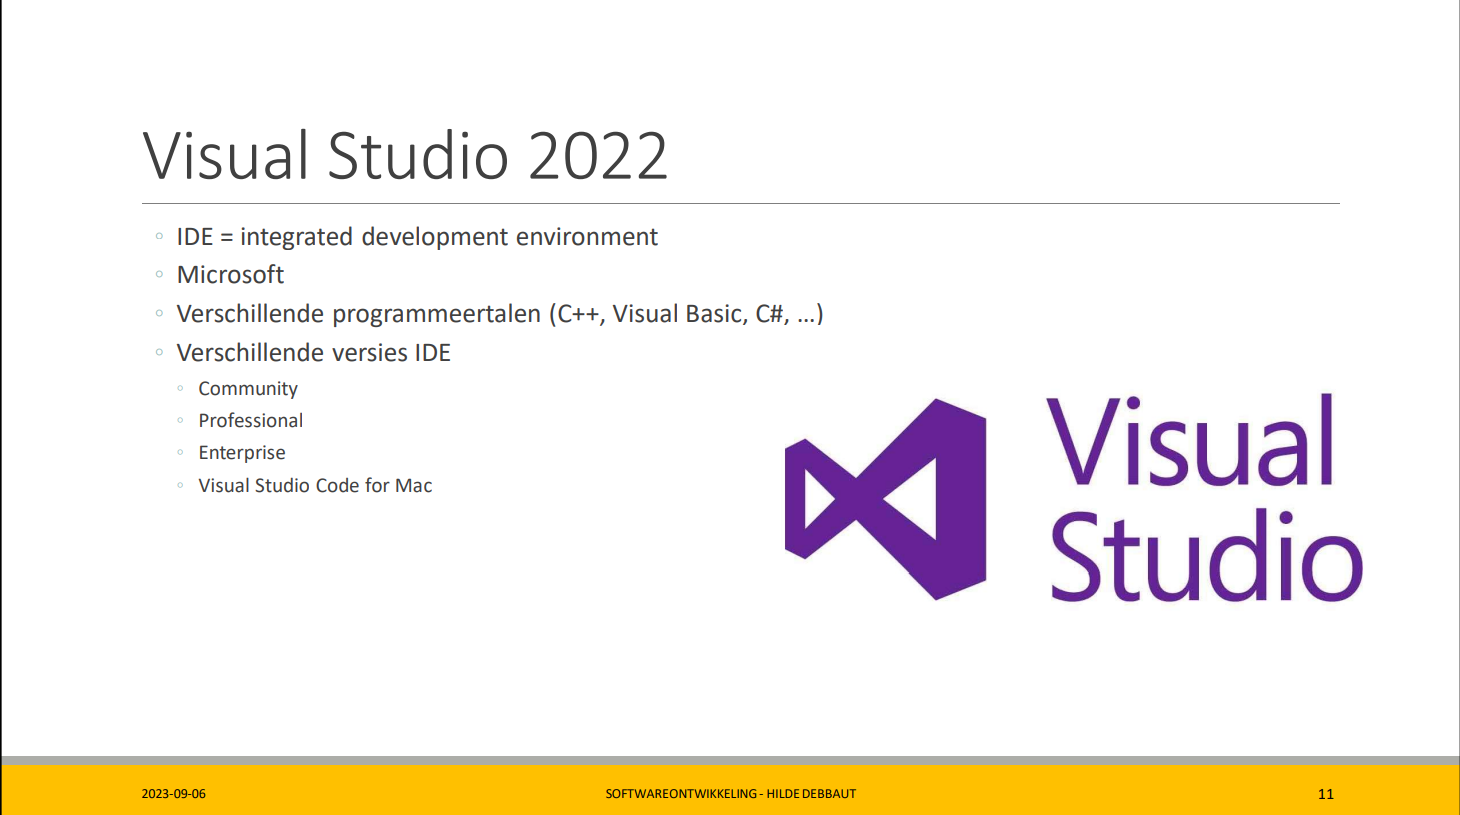 Visual Studio 2022
IDE = integrated development environment
Microsoft
Verschillende programmeertalen (C++, Visual Basic, C#, …)
Verschillende versies IDE
Community
Professional
Enterprise
Visual Studio Code for Mac
Visual
Studio
2023-09-06
SOFTWAREONTWIKKELING - HILDE DEBBAUT
11